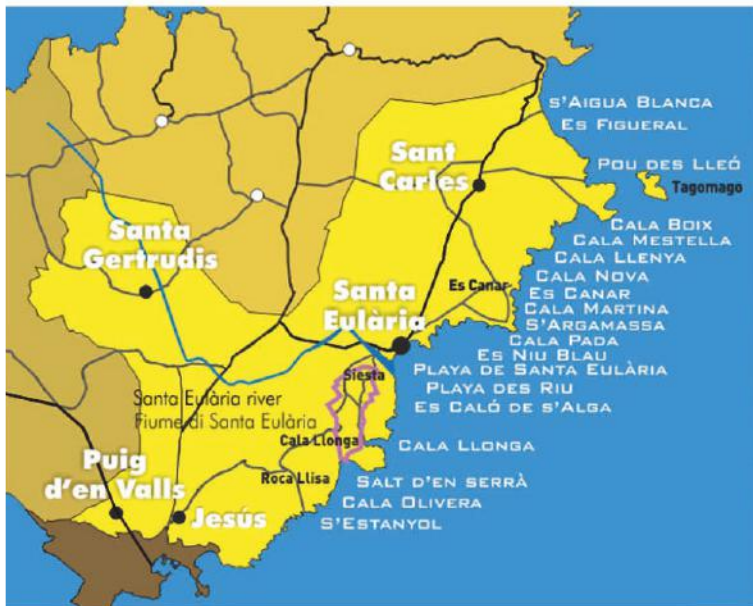 S'AIGUA BLANCA
ES FIGUERAL
POU DES LLEÓ
Tagomago
Sant
Carles
CALA BOIX
CALA MESTELLA
CALA LLENYA
CALA NOVA
ES CANAR
CALA MARTINA
S'ARGAMASSA
CALA PADA
ES NIU BLAU
PLAYA DE SANTA EULÀRIA
PLAYA DES RIU
ES CALÓ DE S'ALGA
Santa
Gertrudis
Es Canar
Santa
Eulària
Siesta
Santa Eulària river
Fiume di Santa Eulària
Cala Llonga
CALA LLONGA
Roca Llisa
SALT D'EN SERRÀ
CALA OLIVERA
S'ESTANYOL
Puig
d'en Valls
Jesús